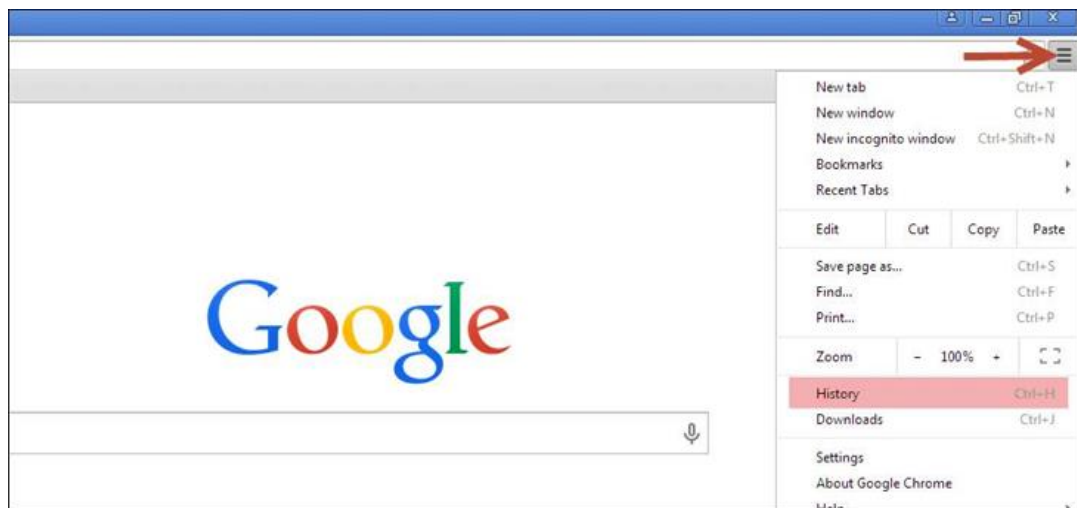 New tab Ctrl+T
New window Ctrl+N
New incognito window Ctrl+Shift+N
Bookmarks
Recent Tabs
Edit Cut Copy Paste
Save page as... Ctrl+S
Find... Ctrl+F
Print... Ctrl+P
Google
Zoom - 100% +
History Ctrl+H
Downloads Ctrl+J
Settings
About Google Chrome
Help